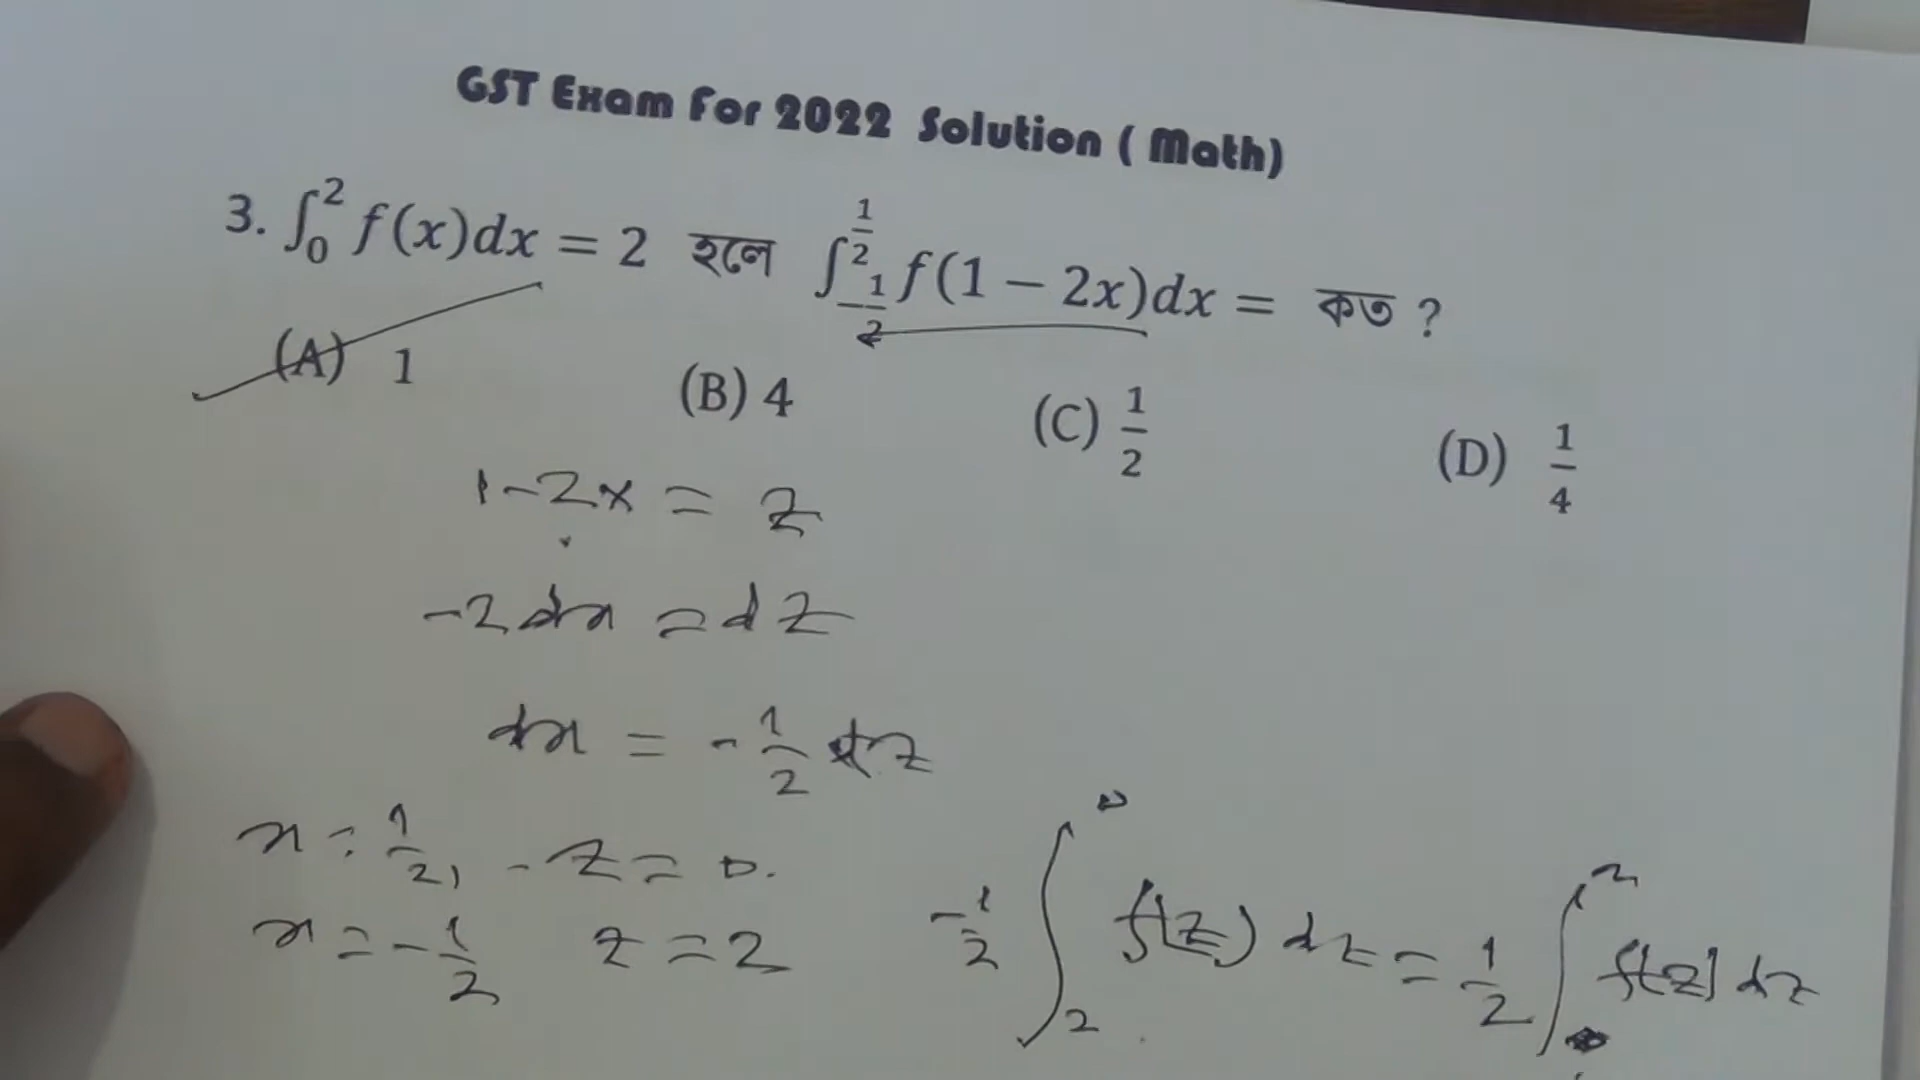 GST Exam For 2022 Solution ( Math)
3. ∫₀² f(x)dx = 2 হলে ∫_{-1/2}^{1/2} f(1 − 2x)dx = কত ?
(A) 1 (B) 4 (C) 1/2 (D) 1/4
1-2x = z
-2dx = dz
dx = -1/2 dz
x = 1/2, - z = 0.
x = -1/2 z = 2
-1/2 ∫₂⁰ f(z) dz = 1/2 ∫² f(z) dz